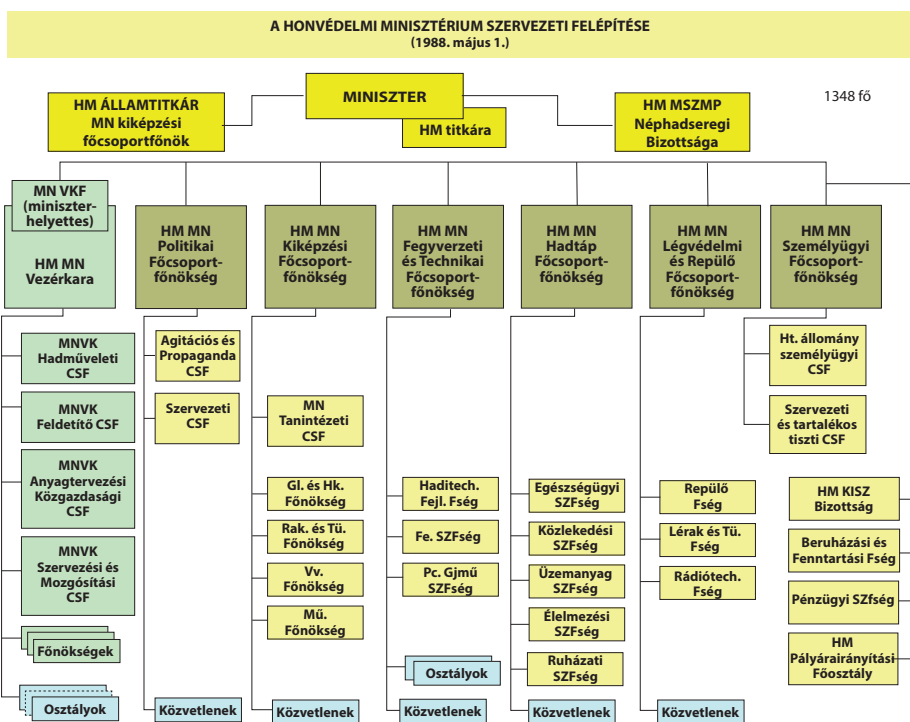 A HONVÉDELMI MINISZTÉRIUM SZERVEZETI FELÉPÍTÉSE
(1988. május 1.)
HM ÁLLAMTITKÁR
MN kiképzési
főcsoportfőnök
MINISZTER
HM titkára
HM MSZMP
Néphadseregi
Bizottsága
1348 fő
MN VKF
(miniszter-
helyettes)
HM MN
Vezérkara
HM MN
Politikai
Főcsoport-
főnökség
HM MN
Kiképzési
Főcsoport-
főnökség
HM MN
Fegyverzeti
és Technikai
Főcsoport-
főnökség
HM MN
Hadtáp
Főcsoport-
főnökség
HM MN
Légvédelmi
és Repülő
Főcsoport-
főnökség
HM MN
Személyügyi
Főcsoport-
főnökség
MNVK
Hadműveleti
CSF
MNVK
Feldetítő CSF
MNVK
Anyagtervezési
Közgazdasági
CSF
MNVK
Szervezési és
Mozgósítási
CSF
Főnökségek
Osztályok
Agitációs és
Propaganda
CSF
Szervezeti
CSF
Közvetlenek
MN
Tanintézeti
CSF
Gl. és Hk.
Főnökség
Rak. és Tü.
Főnökség
Vv.
Főnökség
Mű.
Főnökség
Közvetlenek
Haditech.
Fejl. Fség
Fe. SZFség
Pc. Gjmű
SZFség
Osztályok
Közvetlenek
Egészségügyi
SZFség
Közlekedési
SZFség
Üzemanyag
SZFség
Élelmezési
SZFség
Ruházati
SZFség
Közvetlenek
Repülő
Fség
Lérak és Tü.
Fség
Rádiótech.
Fség
Közvetlenek
Ht. állomány
személyügyi
CSF
Szervezeti
és tartalékos
tiszti CSF
HM KISZ
Bizottság
Beruházási és
Fenntartási Fség
Pénzügyi SZfség
HM
Pályárairányítási
Főosztály